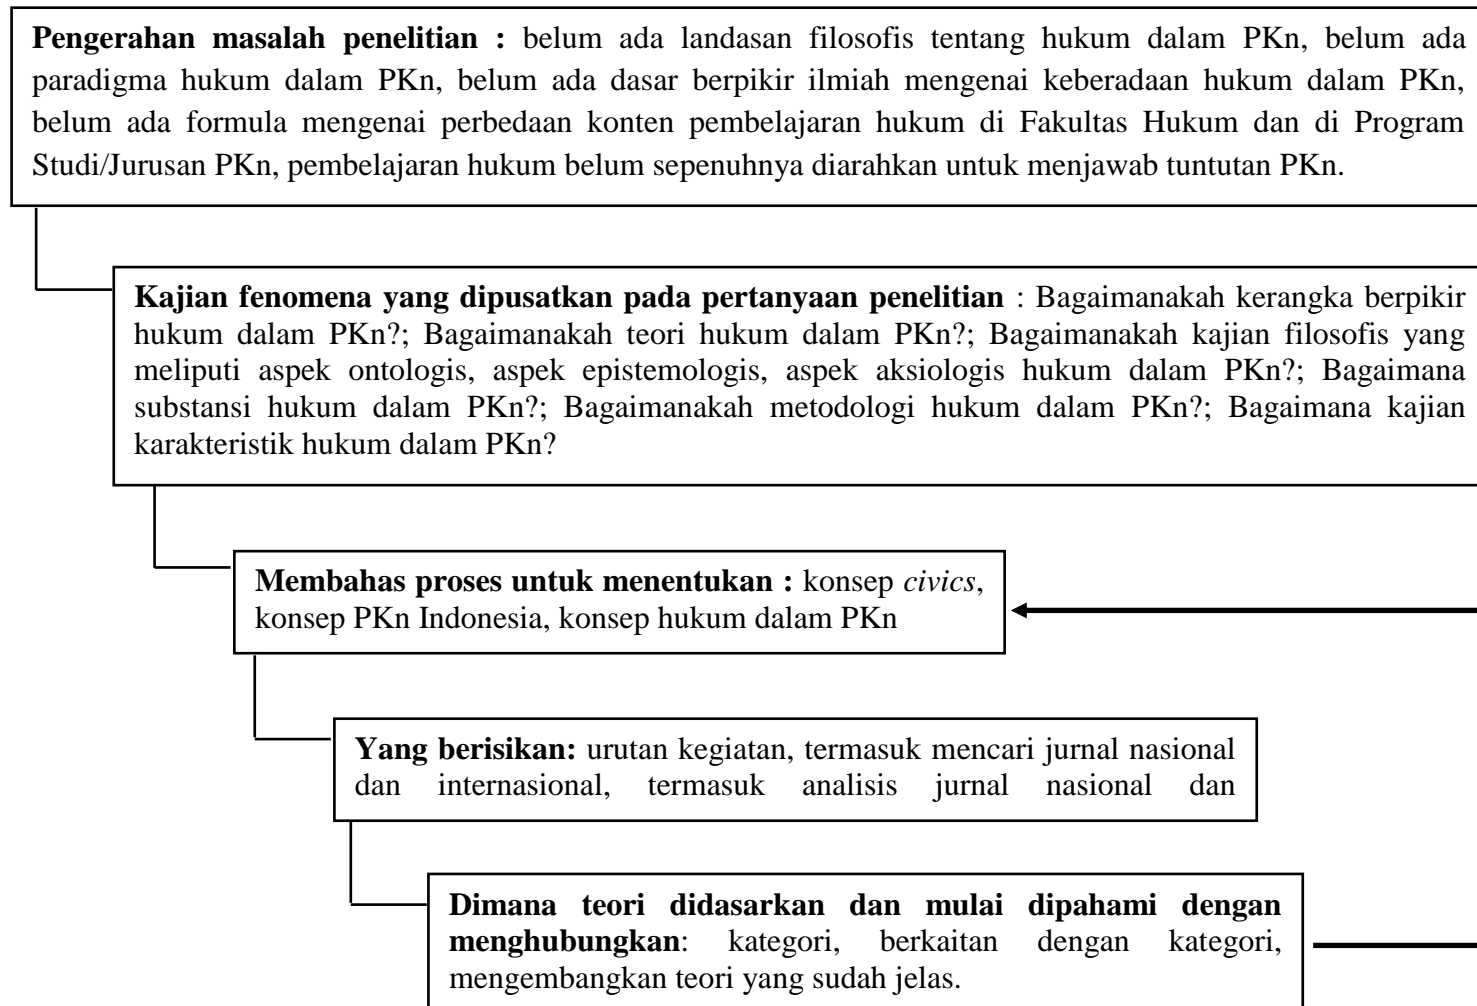 Pengerahan masalah penelitian : belum ada landasan filosofis tentang hukum dalam PKn, belum ada
paradigma hukum dalam PKn, belum ada dasar berpikir ilmiah mengenai keberadaan hukum dalam PKn,
belum ada formula mengenai perbedaan konten pembelajaran hukum di Fakultas Hukum dan di Program
Studi/Jurusan PKn, pembelajaran hukum belum sepenuhnya diarahkan untuk menjawab tuntutan PKn.
Kajian fenomena yang dipusatkan pada pertanyaan penelitian : Bagaimanakah kerangka berpikir
hukum dalam PKn?; Bagaimanakah teori hukum dalam PKn?; Bagaimanakah kajian filosofis yang
meliputi aspek ontologis, aspek epistemologis, aspek aksiologis hukum dalam PKn?; Bagaimana
substansi hukum dalam PKn?; Bagaimanakah metodologi hukum dalam PKn?; Bagaimana kajian
karakteristik hukum dalam PKn?
Membahas proses untuk menentukan : konsep civics,
konsep PKn Indonesia, konsep hukum dalam PKn
Yang berisikan: urutan kegiatan, termasuk mencari jurnal nasional
dan internasional, termasuk analisis jurnal nasional dan
Dimana teori didasarkan dan mulai dipahami dengan
menghubungkan: kategori, berkaitan dengan kategori,
mengembangkan teori yang sudah jelas.